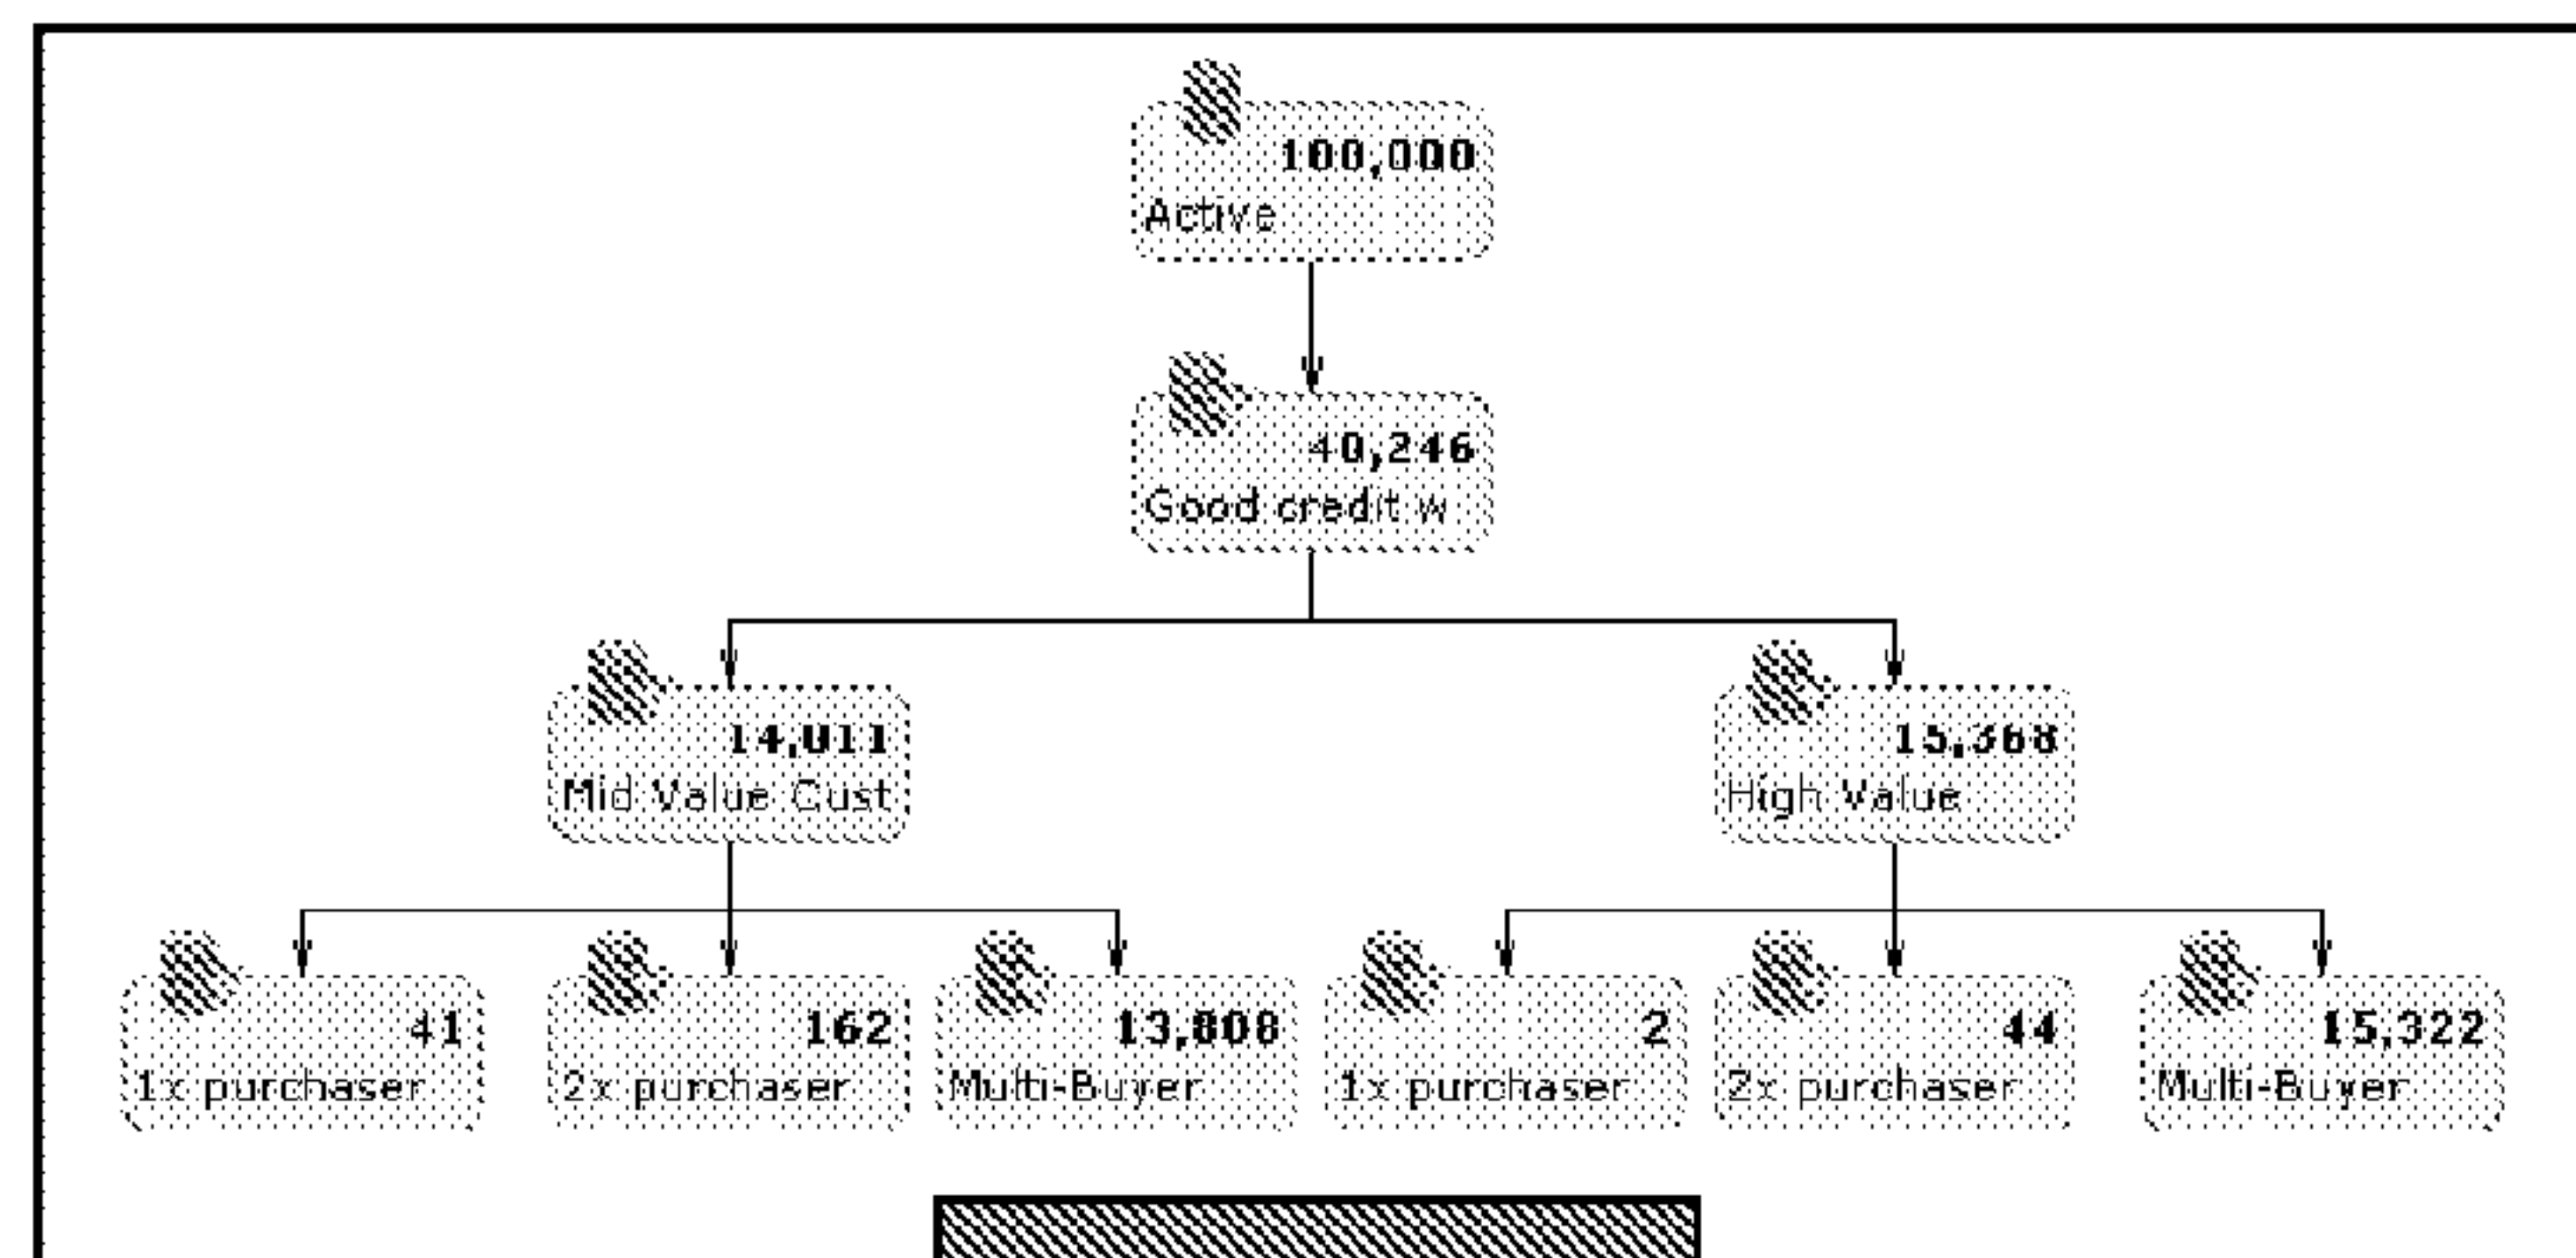 100,000
Active
40,246
Good credit w
14,011
Mid Value Cust
15,368
High Value
41
1x purchaser
162
2x purchaser
13,808
Multi-Buyer
2
1x purchaser
44
2x purchaser
15,322
Multi-Buyer